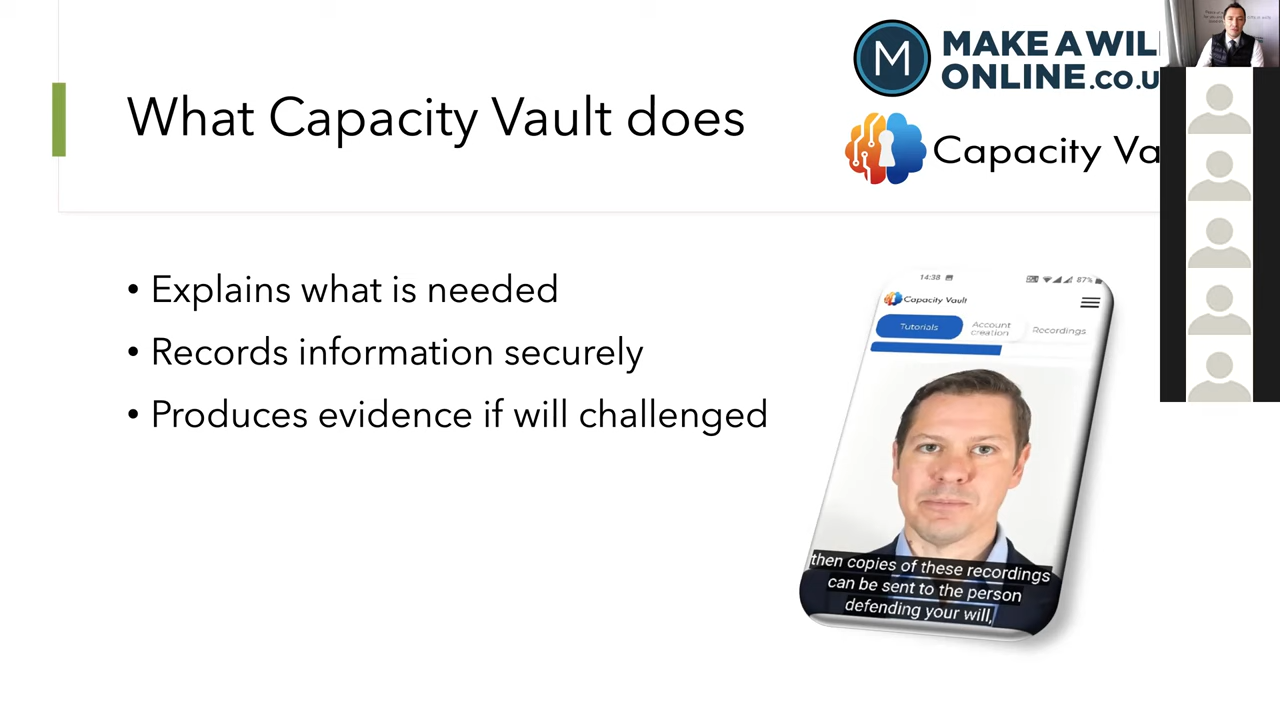 MAKE A WIL
M
ONLINE.CO.U
What Capacity Vault does
Capacity Va
• Explains what is needed
• Records information securely
• Produces evidence if will challenged
14:38
87%
Capacity Vault
Tutorials
Account
creation
Recordings
then copies of these recordings
can be sent to the person
defending your will,